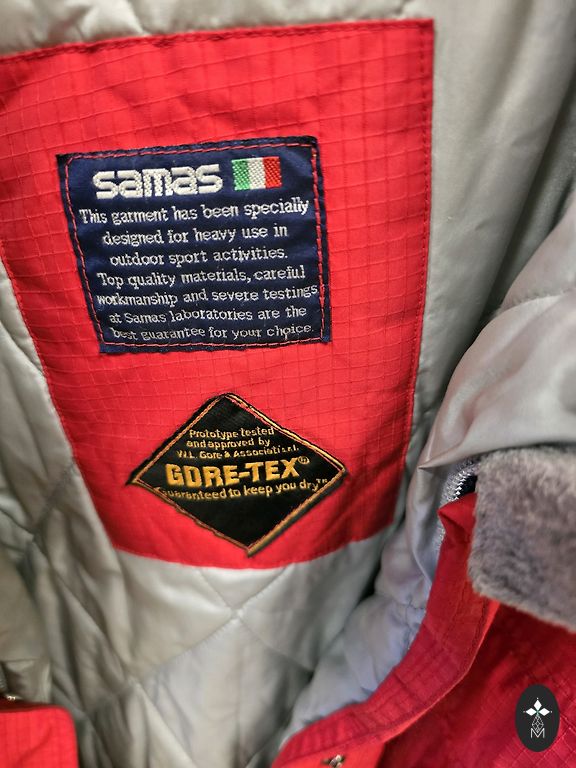 samas
This garment has been specially
designed for heavy use in
outdoor sport activities.
Top quality materials, careful
workmanship and severe testings
at Samas laboratories are the
best guarantee for your choice.
Prototype tested
and approved by
W.L. Gore & Associati s.r.l.
GORE-TEX®
Guaranteed to keep you dry™
M